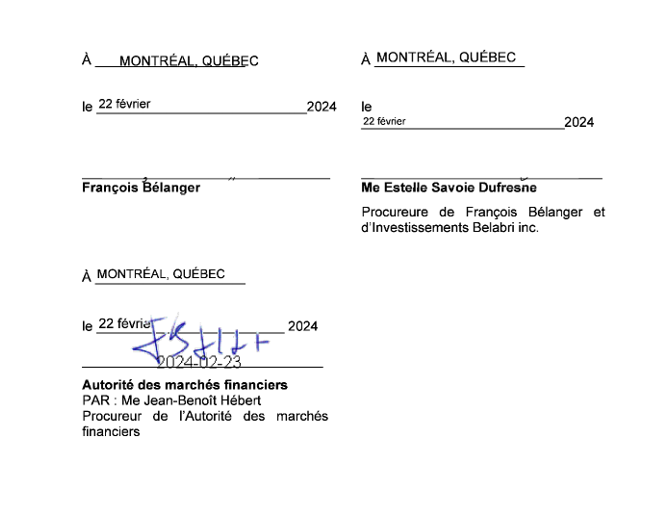 À MONTRÉAL, QUÉBEC
le 22 février 2024
François Bélanger
À MONTRÉAL, QUÉBEC
le
22 février 2024
Me Estelle Savoie Dufresne
Procureure de François Bélanger et
d'Investissements Belabri inc.
À MONTRÉAL, QUÉBEC
le 22 février 2024
2024-02-23
Autorité des marchés financiers
PAR : Me Jean-Benoît Hébert
Procureur de l'Autorité des marchés
financiers